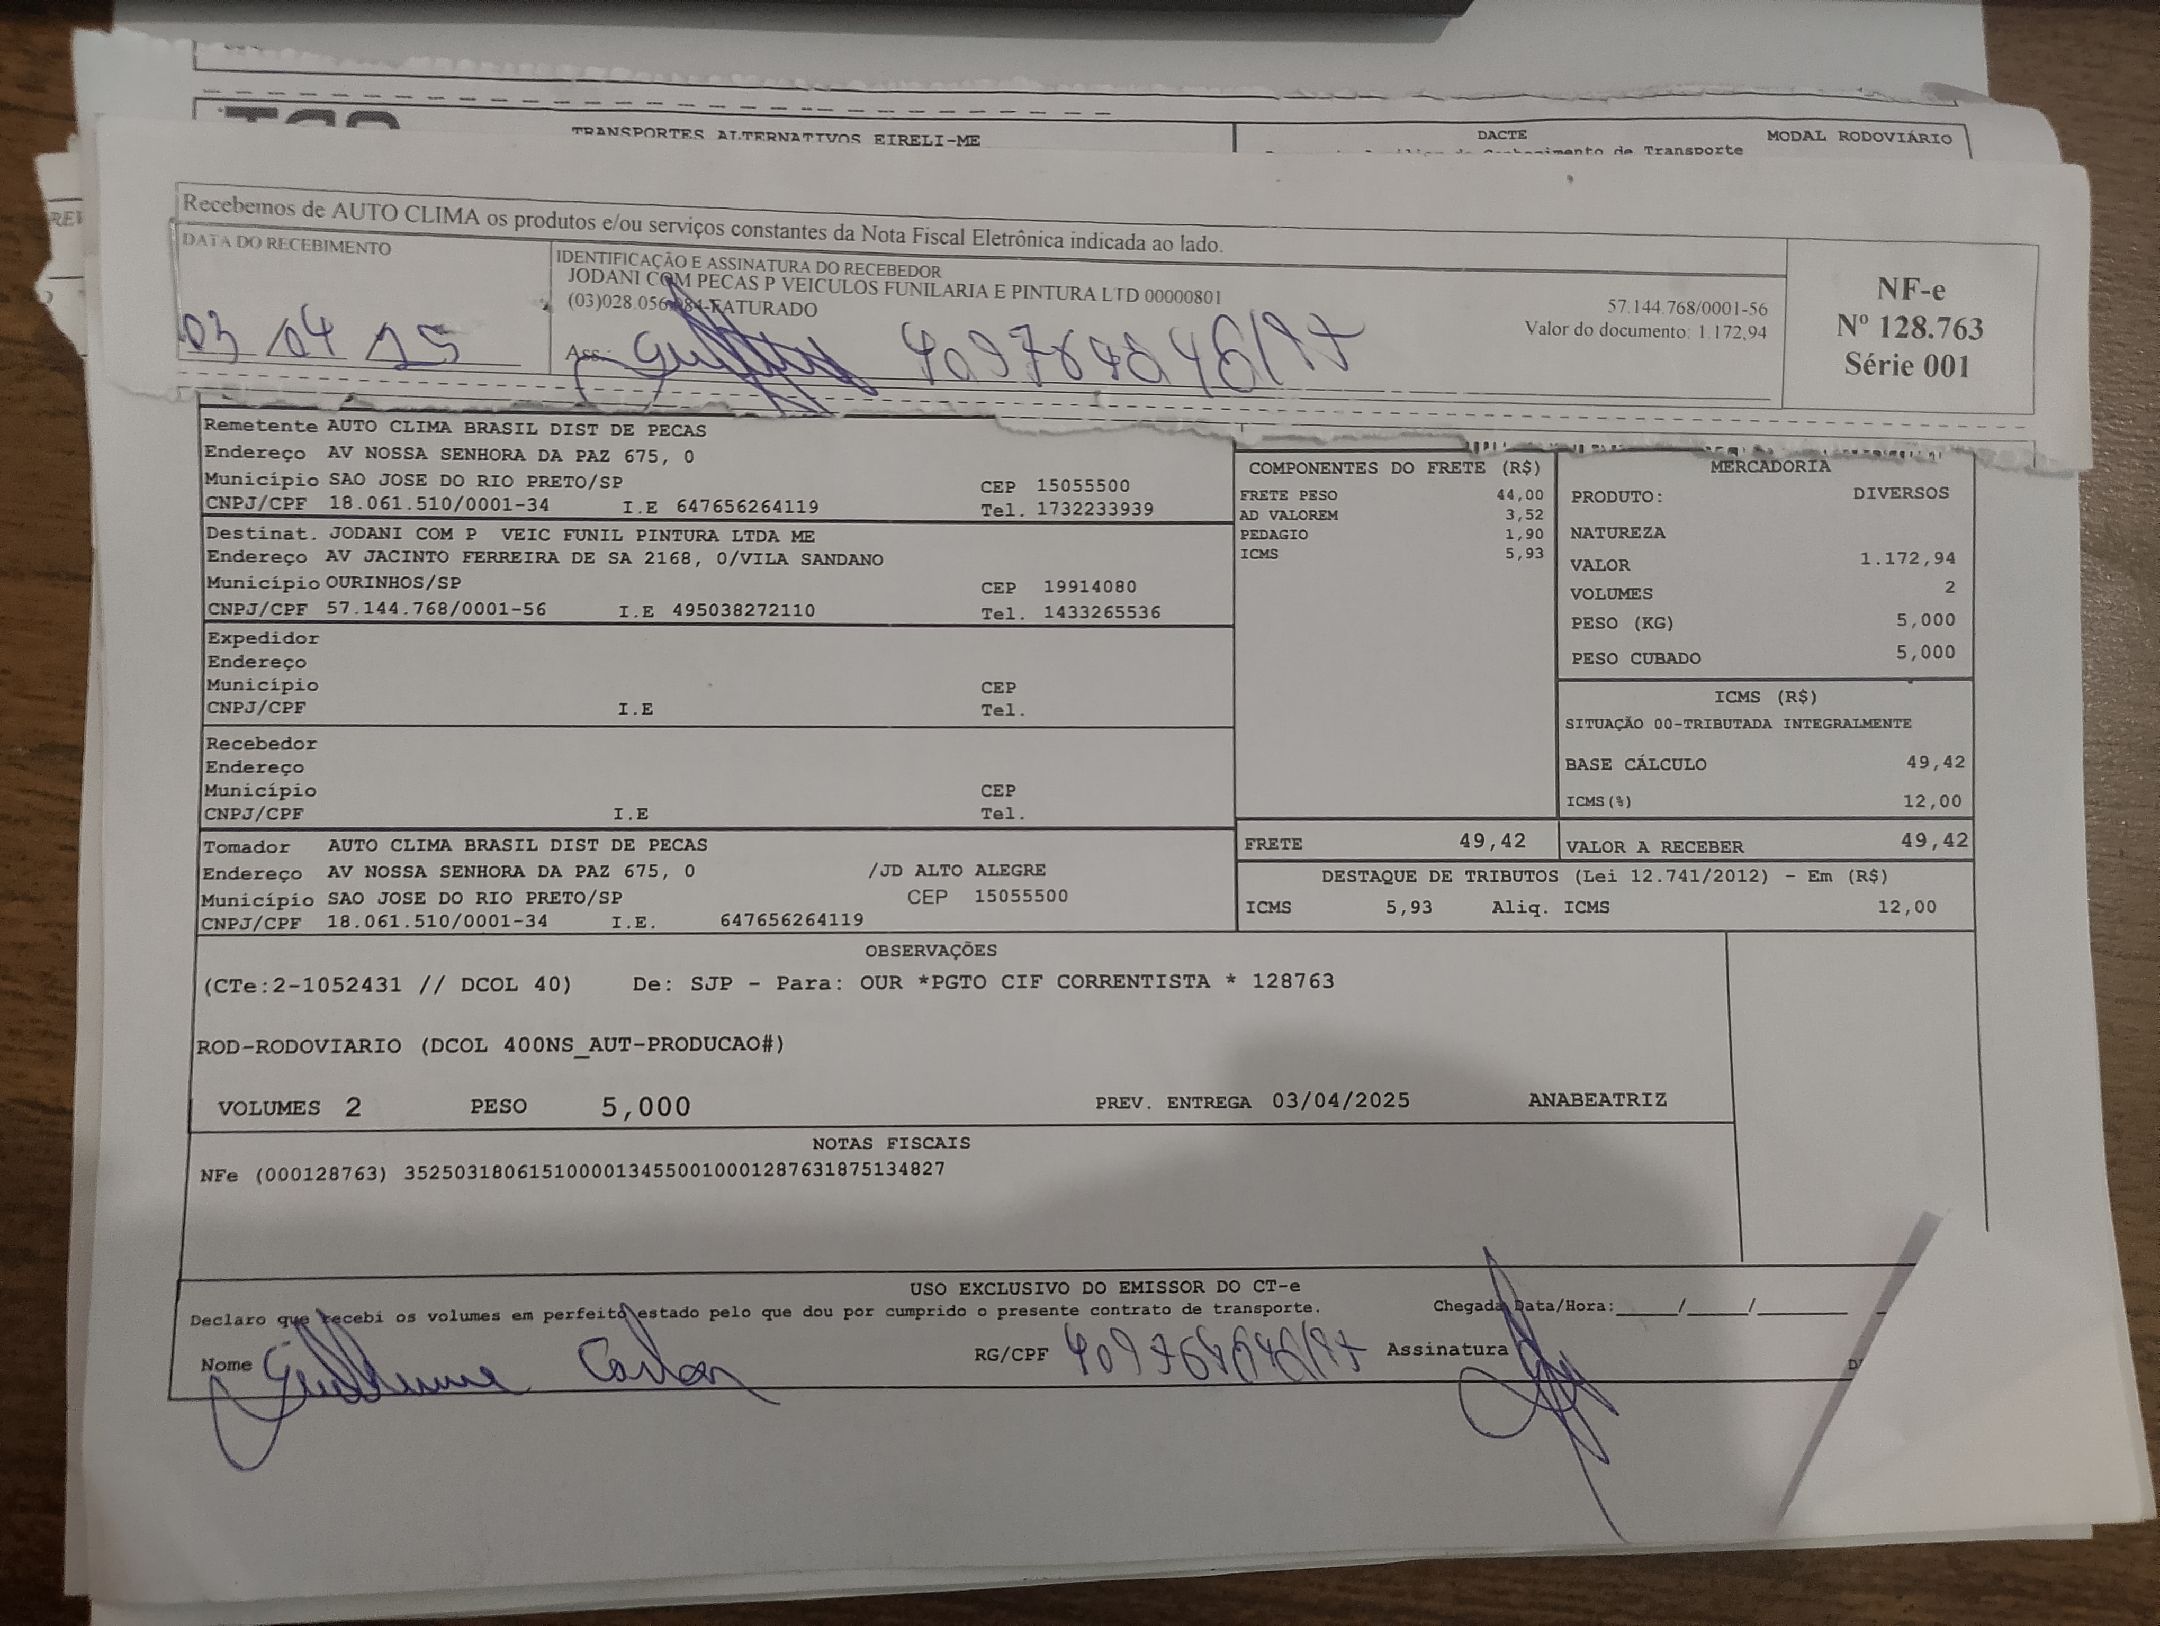 TRANSPORTES ALTERNATIVOS EIRELI-ME
DACTE
MODAL RODOVIÁRIO
de Transporte
Recebemos de AUTO CLIMA os produtos e/ou serviços constantes da Nota Fiscal Eletrônica indicada ao lado.
DATA DO RECEBIMENTO
03/04 25
IDENTIFICAÇÃO E ASSINATURA DO RECEBEDOR
JODANI COM PECAS P VEICULOS FUNILARIA E PINTURA LTD 00000801
57.144.768/0001-56
FATURADO
Valor do documento: 1.172,94
Ass.:
NF-e
Nº 128.763
Série 001
Remetente AUTO CLIMA BRASIL DIST DE PECAS
Endereço AV NOSSA SENHORA DA PAZ 675, 0
Município SAO JOSE DO RIO PRETO/SP CEP 15055500
CNPJ/CPF 18.061.510/0001-34 I.E 647656264119 Tel. 1732233939
Destinat. JODANI COM P VEIC FUNIL PINTURA LTDA ME
Endereço AV JACINTO FERREIRA DE SA 2168, 0/VILA SANDANO
Município OURINHOS/SP CEP 19914080
CNPJ/CPF 57.144.768/0001-56 I.E 495038272110 Tel. 1433265536
Expedidor
Endereço
Município CEP
CNPJ/CPF I.E Tel.
Recebedor
Endereço
Município CEP
CNPJ/CPF I.E Tel.
Tomador AUTO CLIMA BRASIL DIST DE PECAS
Endereço AV NOSSA SENHORA DA PAZ 675, 0 /JD ALTO ALEGRE
Município SAO JOSE DO RIO PRETO/SP CEP 15055500
CNPJ/CPF 18.061.510/0001-34 I.E. 647656264119
COMPONENTES DO FRETE (R$)
FRETE PESO 44,00
AD VALOREM 3,52
PEDAGIO 1,90
ICMS 5,93
FRETE 49,42
MERCADORIA
PRODUTO: DIVERSOS
NATUREZA
VALOR 1.172,94
VOLUMES 2
PESO (KG) 5,000
PESO CUBADO 5,000
ICMS (R$)
SITUAÇÃO 00-TRIBUTADA INTEGRALMENTE
BASE CÁLCULO 49,42
ICMS(%) 12,00
VALOR A RECEBER 49,42
DESTAQUE DE TRIBUTOS (Lei 12.741/2012) - Em (R$)
ICMS 5,93 Aliq. ICMS 12,00
OBSERVAÇÕES
(CTe:2-1052431 // DCOL 40) De: SJP - Para: OUR *PGTO CIF CORRENTISTA * 128763
ROD-RODOVIARIO (DCOL 400NS_AUT-PRODUCAO#)
VOLUMES 2 PESO 5,000 PREV. ENTREGA 03/04/2025 ANABEATRIZ
NOTAS FISCAIS
NFe (000128763) 35250318061510000134550010001287631875134827
USO EXCLUSIVO DO EMISSOR DO CT-e
Declaro que recebi os volumes em perfeito estado pelo que dou por cumprido o presente contrato de transporte. Chegada Data/Hora:_____/_____/_______
Nome Guilherme RG/CPF Assinatura